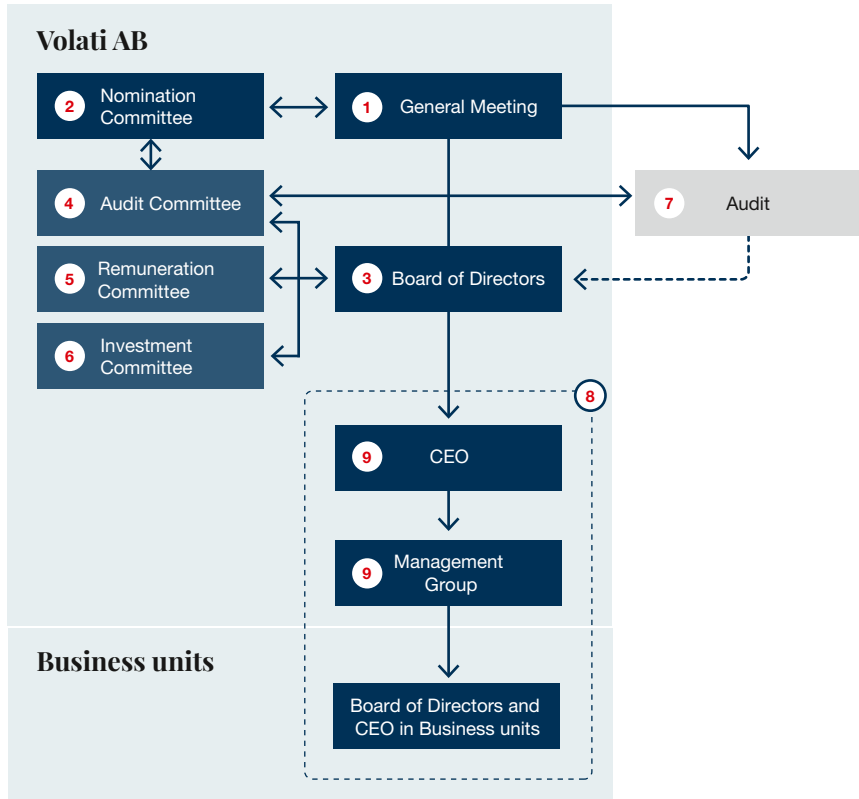 Volati AB
2
Nomination
Committee
1
General Meeting
4
Audit Committee
7
Audit
5
Remuneration
Committee
3
Board of Directors
6
Investment
Committee
8
9
CEO
9
Management
Group
Business units
Board of Directors and
CEO in Business units